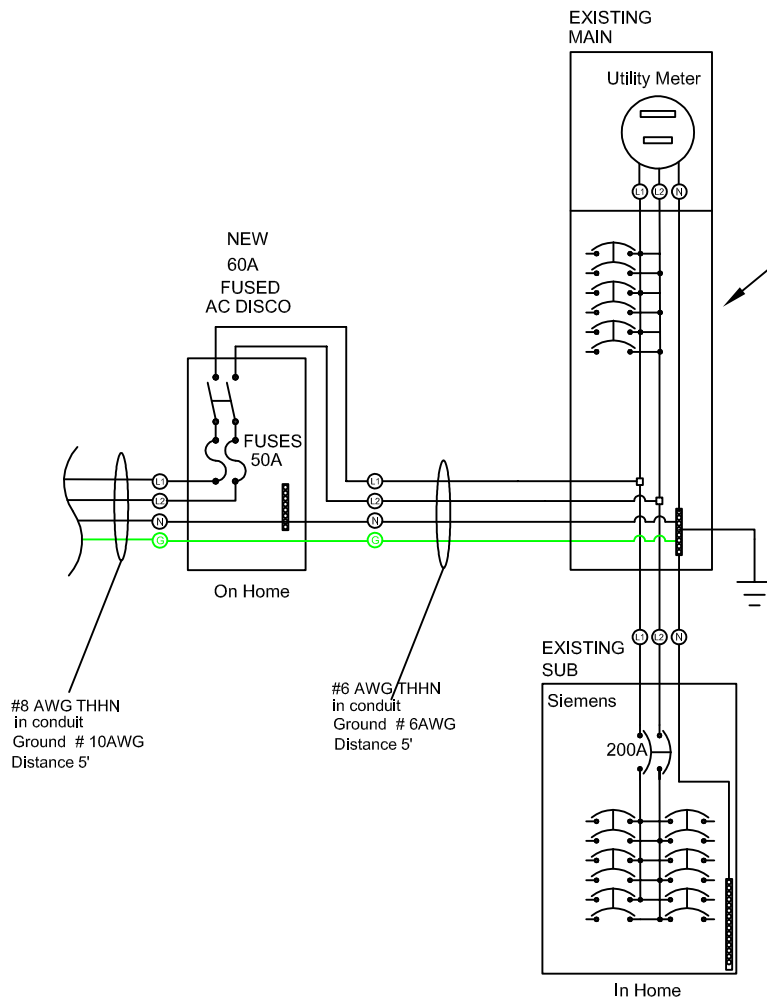 EXISTING
MAIN
Utility Meter
L1 L2 N
NEW
60A
FUSED
AC DISCO
FUSES
50A
L1
L2
N
G
L1
L2
N
G
On Home
#8 AWG THHN
in conduit
Ground # 10AWG
Distance 5'
#6 AWG THHN
in conduit
Ground # 6AWG
Distance 5'
L1 L2 N
EXISTING
SUB
Siemens
200A
In Home